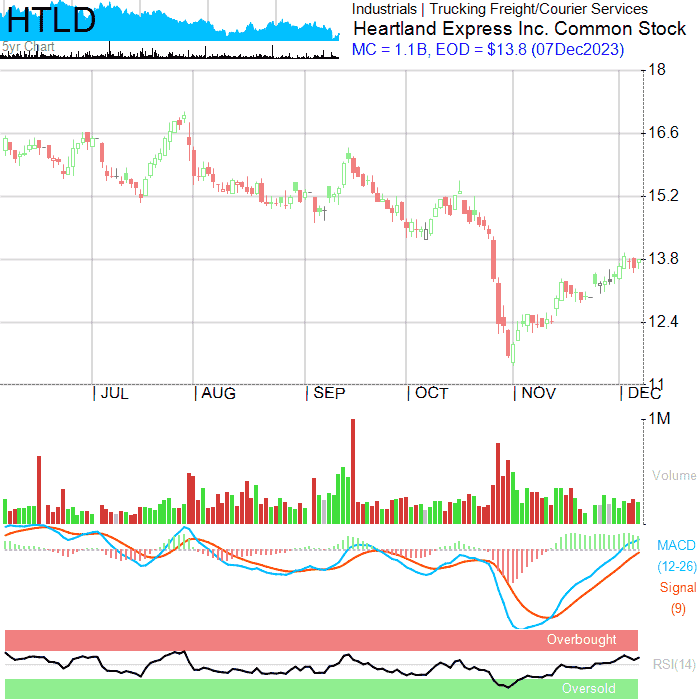 HTLD
5yr Chart
Industrials | Trucking Freight/Courier Services
Heartland Express Inc. Common Stock
MC = 1.1B, EOD = $13.8 (07Dec2023)
18
16.6
15.2
13.8
12.4
11
JUL
AUG
SEP
OCT
NOV
DEC
1M
Volume
MACD
(12-26)
Signal
(9)
Overbought
RSI(14)
Oversold